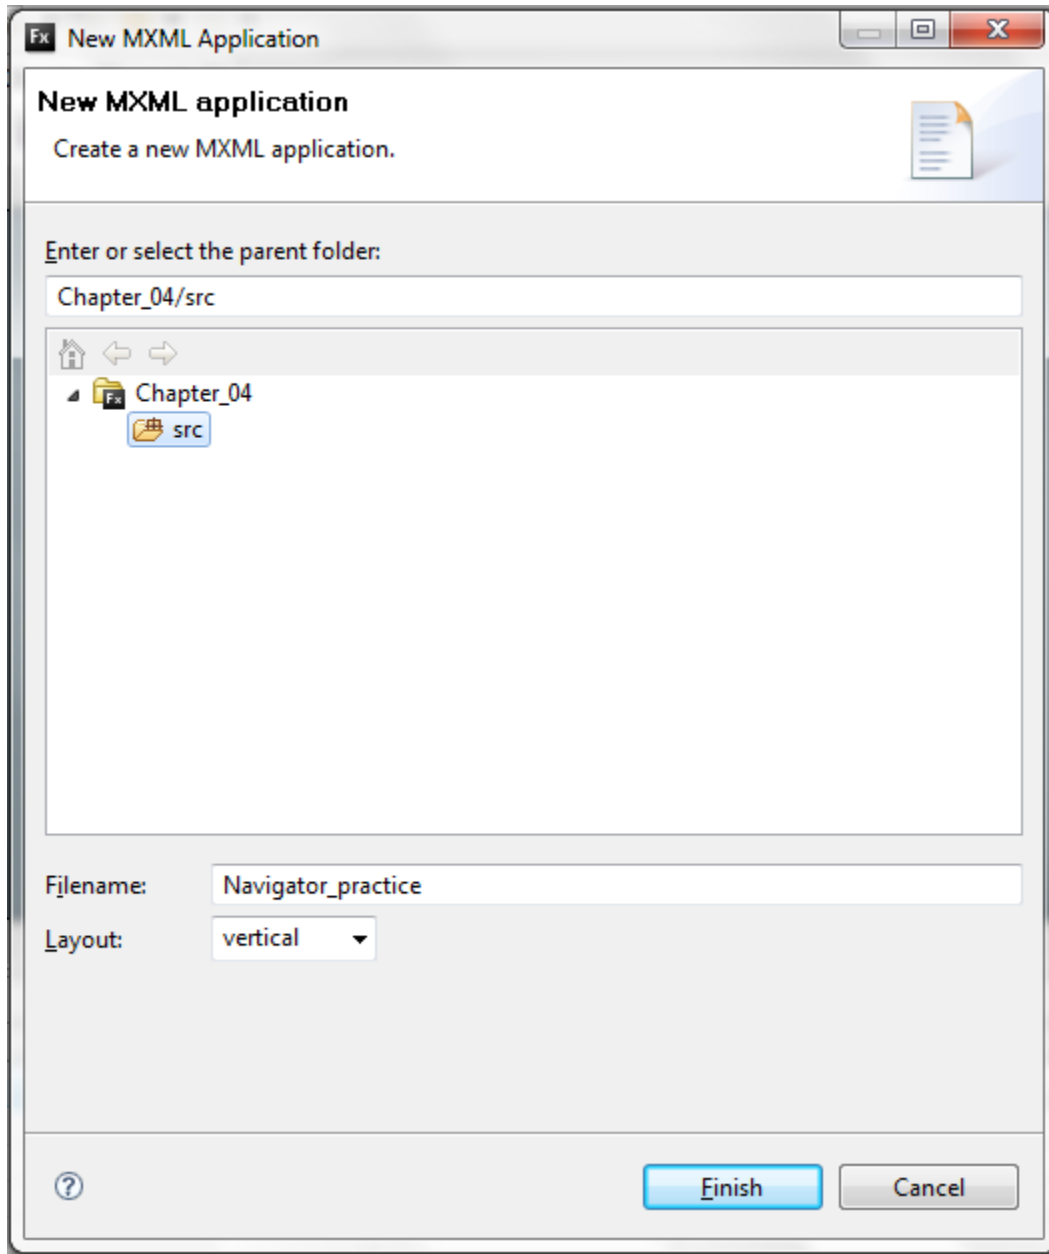 Fx New MXML Application
New MXML application
Create a new MXML application.
Enter or select the parent folder:
Chapter_04/src
Fx Chapter_04
src
Filename: Navigator_practice
Layout: vertical
? Finish Cancel